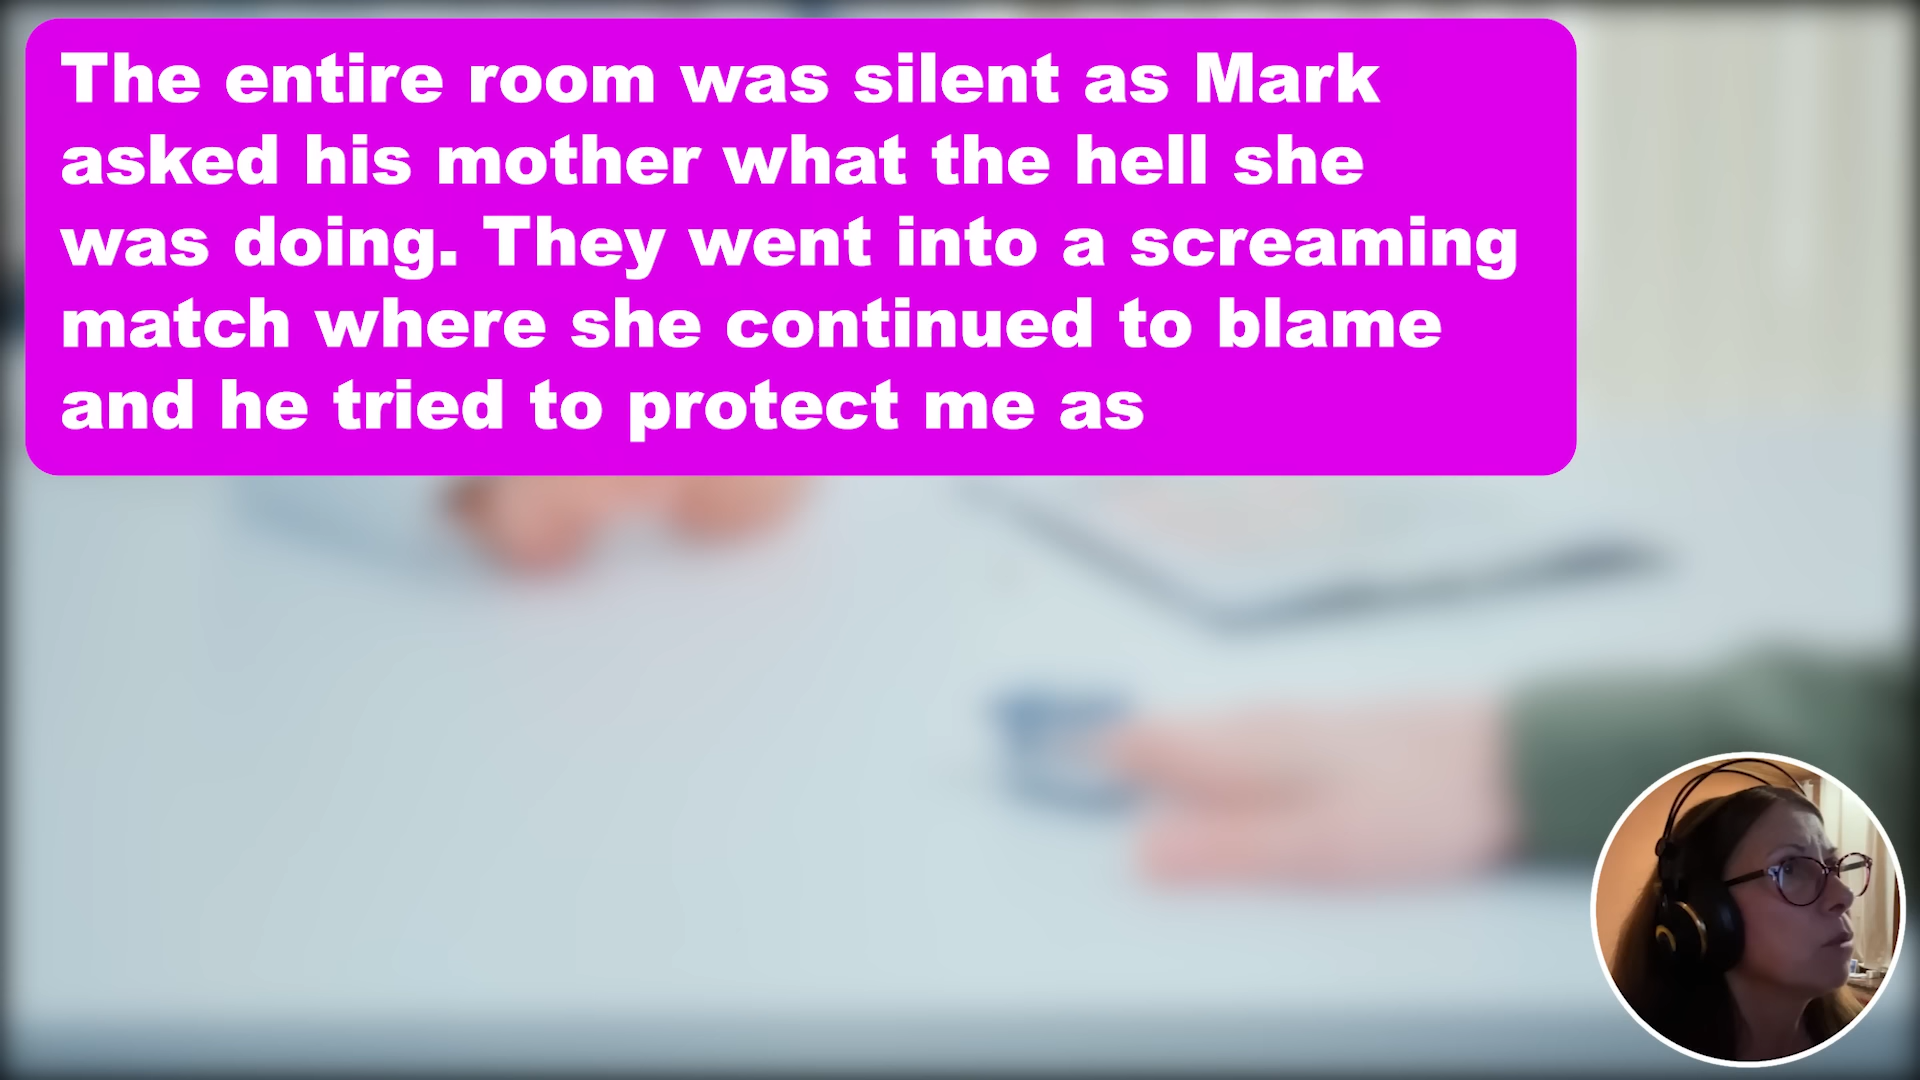 The entire room was silent as Mark
asked his mother what the hell she
was doing. They went into a screaming
match where she continued to blame
and he tried to protect me as